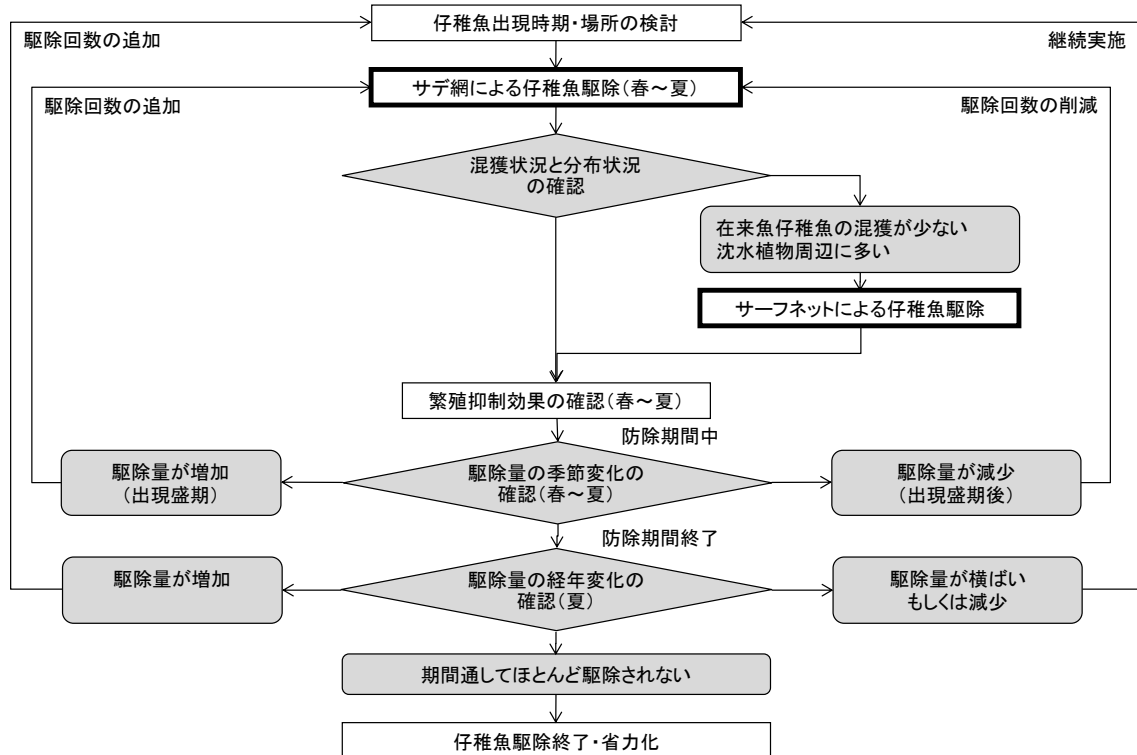 仔稚魚出現時期・場所の検討
駆除回数の追加
継続実施
サデ網による仔稚魚駆除（春～夏）
駆除回数の追加
駆除回数の削減
混獲状況と分布状況
の確認
在来魚仔稚魚の混獲が少ない
沈水植物周辺に多い
サーフネットによる仔稚魚駆除
繁殖抑制効果の確認（春～夏）
防除期間中
駆除量が増加
（出現盛期）
駆除量の季節変化の
確認（春～夏）
駆除量が減少
（出現盛期後）
防除期間終了
駆除量が増加
駆除量の経年変化の
確認（夏）
駆除量が横ばい
もしくは減少
期間通してほとんど駆除されない
仔稚魚駆除終了・省力化